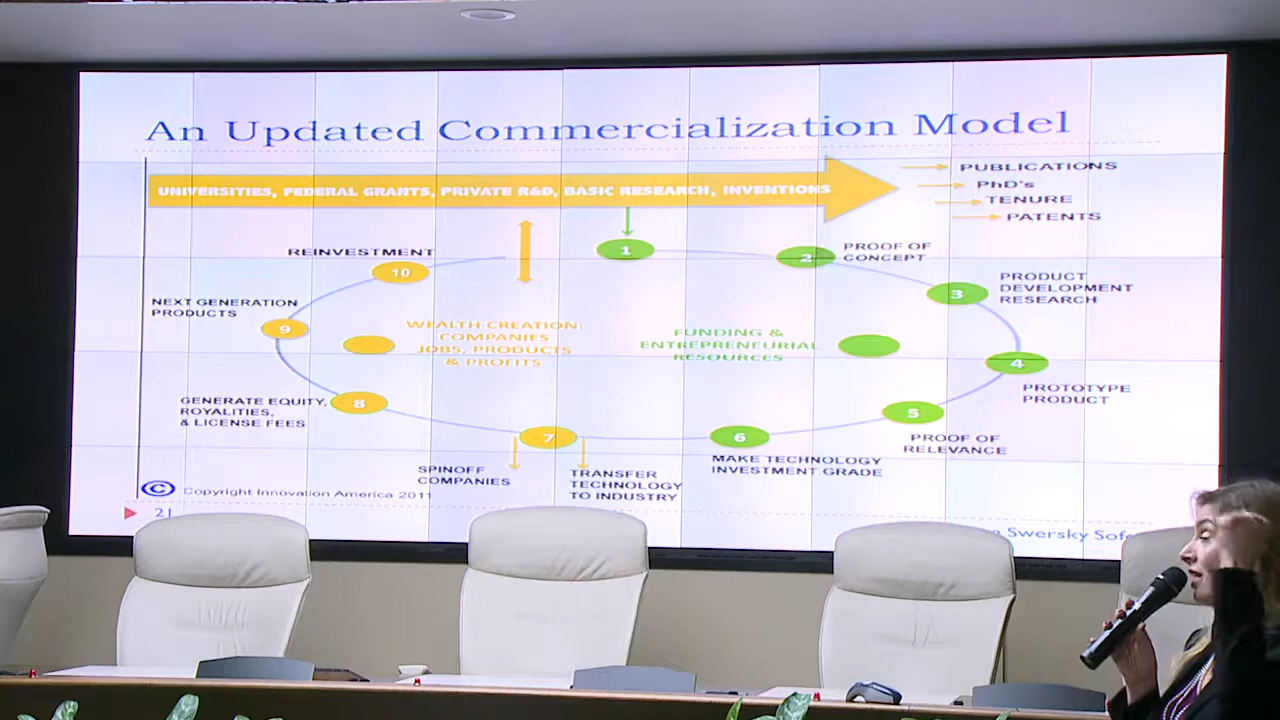 An Updated Commercialization Model
UNIVERSITIES, FEDERAL GRANTS, PRIVATE R&D, BASIC RESEARCH, INVENTIONS
PUBLICATIONS
PhD's
TENURE
PATENTS
1
2
PROOF OF
CONCEPT
3
PRODUCT
DEVELOPMENT
RESEARCH
4
PROTOTYPE
PRODUCT
5
PROOF OF
RELEVANCE
6
MAKE TECHNOLOGY
INVESTMENT GRADE
7
SPINOFF
COMPANIES
TRANSFER
TECHNOLOGY
TO INDUSTRY
8
GENERATE EQUITY,
ROYALITIES,
& LICENSE FEES
9
NEXT GENERATION
PRODUCTS
10
REINVESTMENT
WEALTH CREATION:
COMPANIES
JOBS, PRODUCTS
& PROFITS
FUNDING &
ENTREPRENEURIAL
RESOURCES
© Copyright Innovation America 2011
21
Swersky